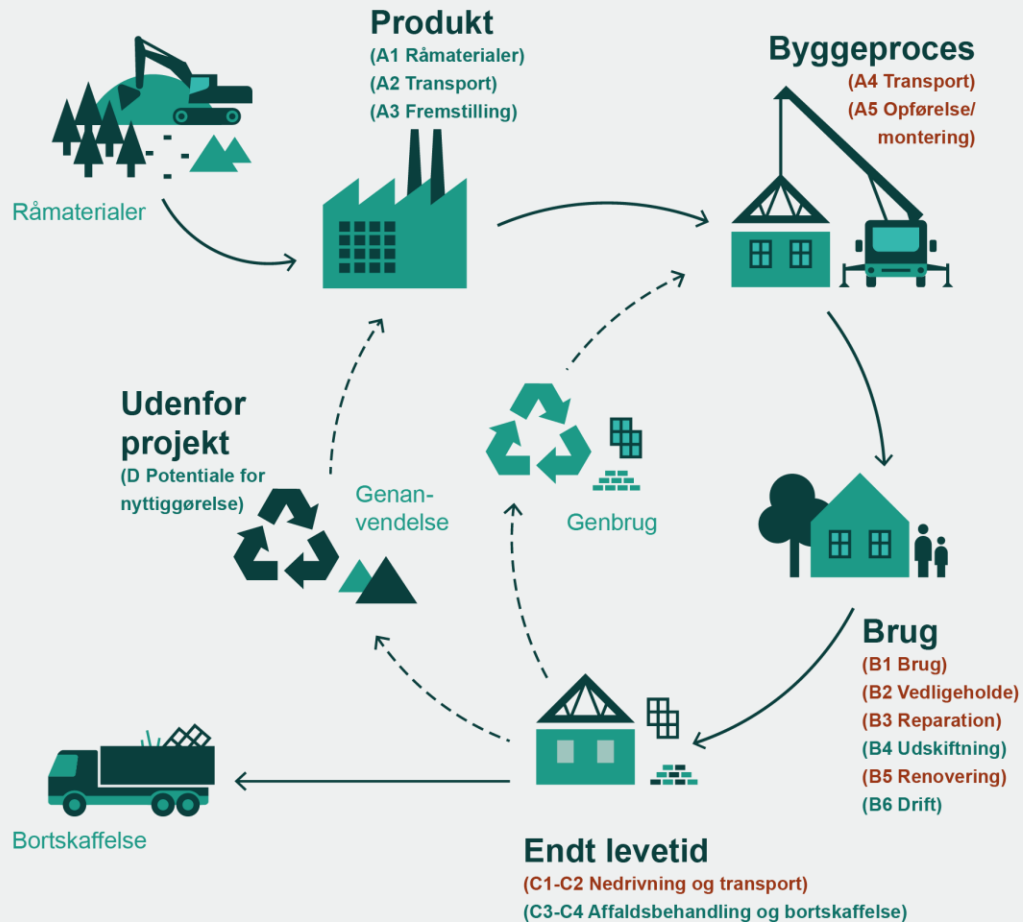 Produkt
(A1 Råmaterialer)
(A2 Transport)
(A3 Fremstilling)
Byggeproces
(A4 Transport)
(A5 Opførelse/
montering)
Råmaterialer
Udenfor
projekt
(D Potentiale for
nyttiggørelse)
Genan-
vendelse
Genbrug
Brug
(B1 Brug)
(B2 Vedligeholde)
(B3 Reparation)
(B4 Udskiftning)
(B5 Renovering)
(B6 Drift)
Bortskaffelse
Endt levetid
(C1-C2 Nedrivning og transport)
(C3-C4 Affaldsbehandling og bortskaffelse)